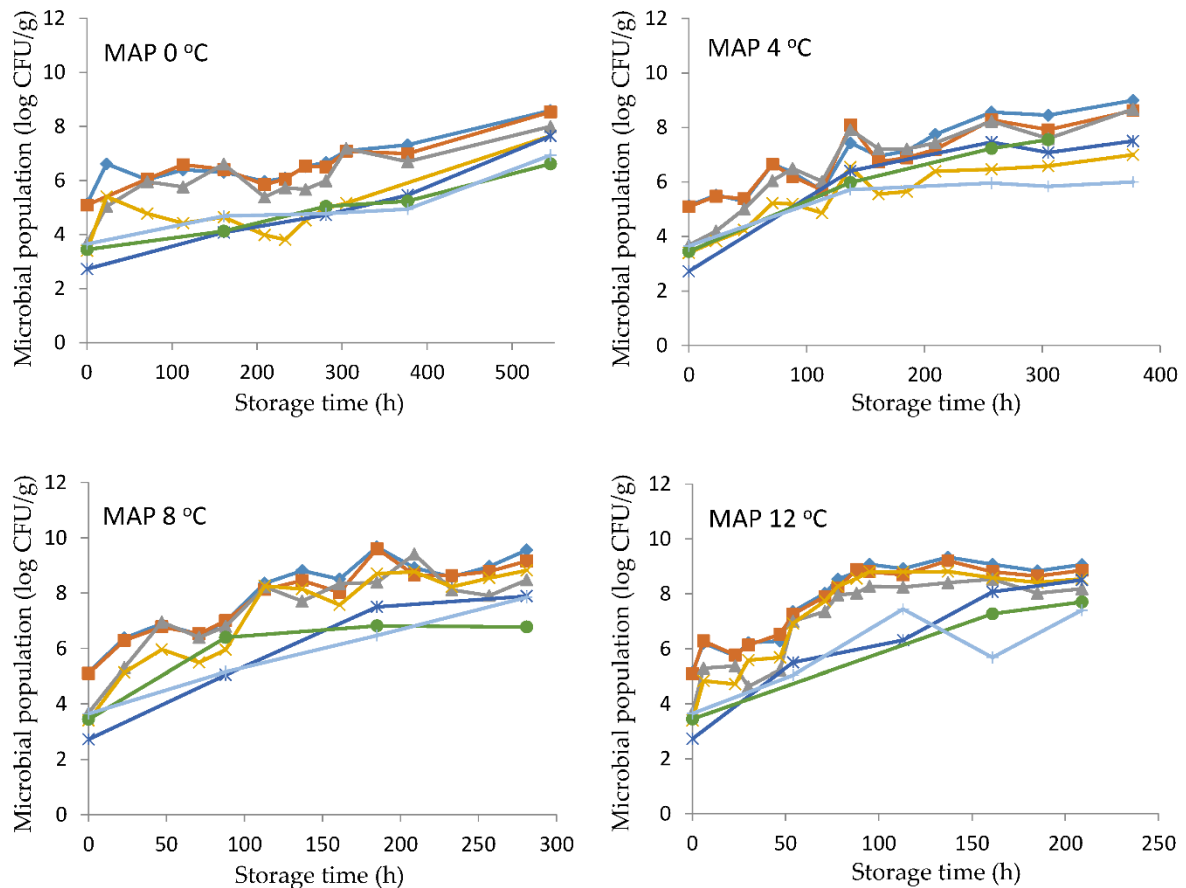 Microbial population (log CFU/g)
MAP 0 °C
12
10
8
6
4
2
0
0 100 200 300 400 500
Storage time (h)
Microbial population (log CFU/g)
MAP 4 °C
12
10
8
6
4
2
0
0 100 200 300 400
Storage time (h)
Microbial population (log CFU/g)
MAP 8 °C
12
10
8
6
4
2
0
0 50 100 150 200 250 300
Storage time (h)
Microbial population (log CFU/g)
MAP 12 °C
12
10
8
6
4
2
0
0 50 100 150 200 250
Storage time (h)